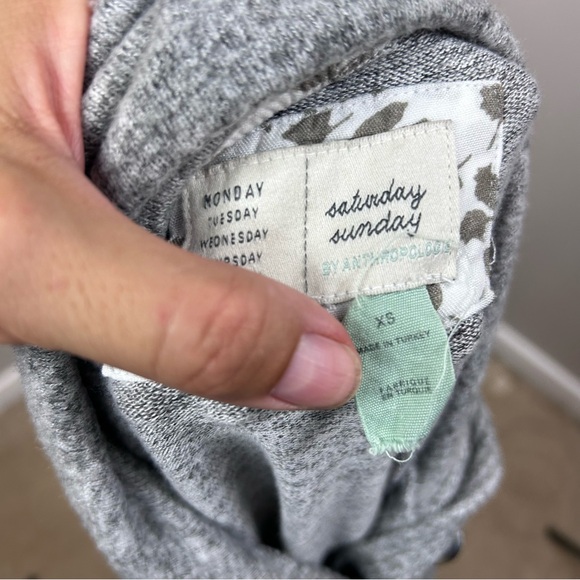 MONDAY
TUESDAY
WEDNESDAY
saturday
sunday
BY ANTHROPOLOGIE
XS
MADE IN TURKEY
FABRIQUE
EN TURQUIE